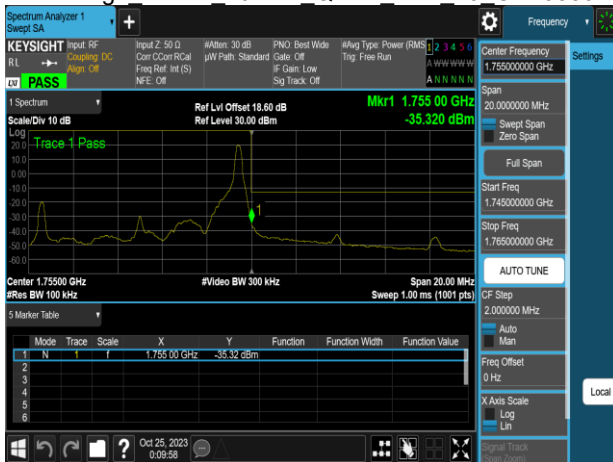 Spectrum Analyzer 1
Swept SA
Frequency
KEYSIGHT
Input: RF
Coupling: DC
Align: Off
Input Z: 50 Ω
Corr CCorr RCal
Freq Ref: Int (S)
NFE: Off
#Atten: 30 dB
µW Path: Standard
PNO: Best Wide
Gate: Off
IF Gain: Low
Sig Track: Off
#Avg Type: Power (RMS
Trig: Free Run
1 2 3 4 5 6
A W W W W W
A N N N N N
RL
LXI
PASS
1 Spectrum
Scale/Div 10 dB
Ref Lvl Offset 18.60 dB
Ref Level 30.00 dBm
Mkr1 1.755 00 GHz
-35.320 dBm
Log
Trace 1 Pass
20.0
10.0
0.00
-10.0
-20.0
-30.0
-40.0
-50.0
-60.0
1
Center 1.75500 GHz
#Res BW 100 kHz
#Video BW 300 kHz
Span 20.00 MHz
Sweep 1.00 ms (1001 pts)
5 Marker Table
Mode Trace Scale X Y Function Function Width Function Value
1 N 1 f 1.755 00 GHz -35.32 dBm
2
3
4
5
6
Oct 25, 2023
0:09:58
Center Frequency
1.755000000 GHz
Settings
Span
20.0000000 MHz
Swept Span
Zero Span
Full Span
Start Freq
1.745000000 GHz
Stop Freq
1.765000000 GHz
AUTO TUNE
CF Step
2.000000 MHz
Auto
Man
Freq Offset
0 Hz
X Axis Scale
Log
Lin
Local
Signal Track
(Span Zoom)